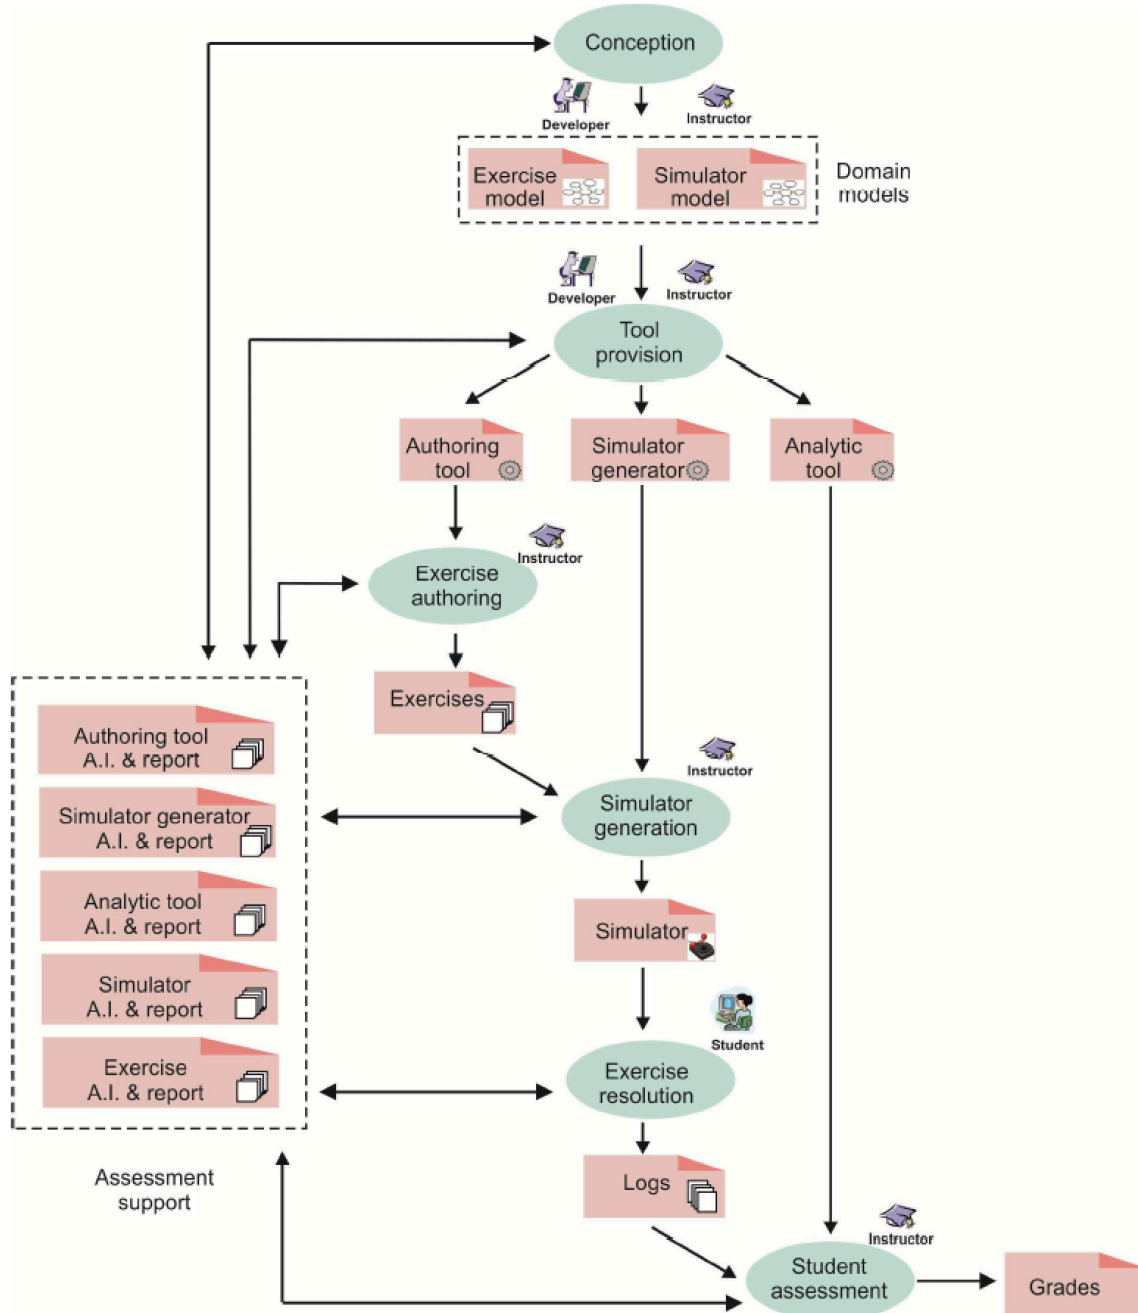 Conception
Developer
Instructor
Exercise
model
Simulator
model
Domain
models
Developer
Instructor
Tool
provision
Authoring
tool
Simulator
generator
Analytic
tool
Instructor
Exercise
authoring
Exercises
Instructor
Simulator
generation
Authoring tool
A.I. & report
Simulator generator
A.I. & report
Analytic tool
A.I. & report
Simulator
A.I. & report
Exercise
A.I. & report
Assessment
support
Simulator
Student
Exercise
resolution
Logs
Instructor
Student
assessment
Grades